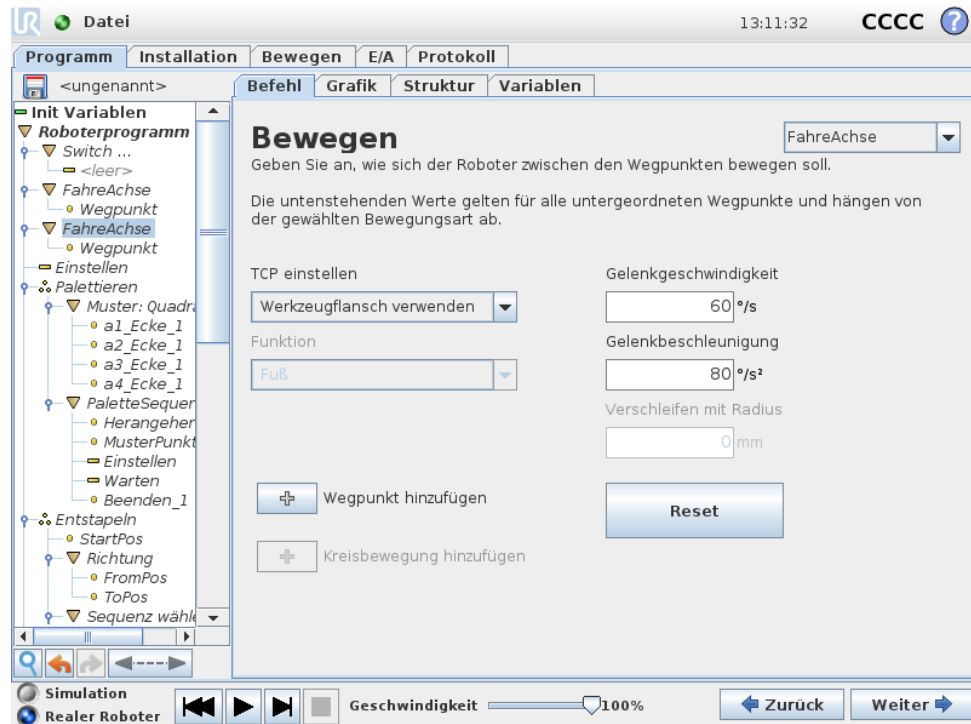 UR Datei 13:11:32 CCCC ?
Programm Installation Bewegen E/A Protokoll
<ungenannt> Befehl Grafik Struktur Variablen
Init Variablen
Roboterprogramm
Switch ...
<leer>
FahreAchse
Wegpunkt
FahreAchse
Wegpunkt
Einstellen
Palettieren
Muster: Quadra
a1_Ecke_1
a2_Ecke_1
a3_Ecke_1
a4_Ecke_1
PaletteSequen
Herangehen
MusterPunkt
Einstellen
Warten
Beenden_1
Entstapeln
StartPos
Richtung
FromPos
ToPos
Sequenz wähle
Bewegen FahreAchse
Geben Sie an, wie sich der Roboter zwischen den Wegpunkten bewegen soll.
Die untenstehenden Werte gelten für alle untergeordneten Wegpunkte und hängen von
der gewählten Bewegungsart ab.
TCP einstellen Gelenkgeschwindigkeit
Werkzeugflansch verwenden 60 °/s
Funktion Gelenkbeschleunigung
Fuß 80 °/s²
Verschleifen mit Radius
0 mm
Wegpunkt hinzufügen Reset
Kreisbewegung hinzufügen
Simulation
Realer Roboter Geschwindigkeit 100% Zurück Weiter